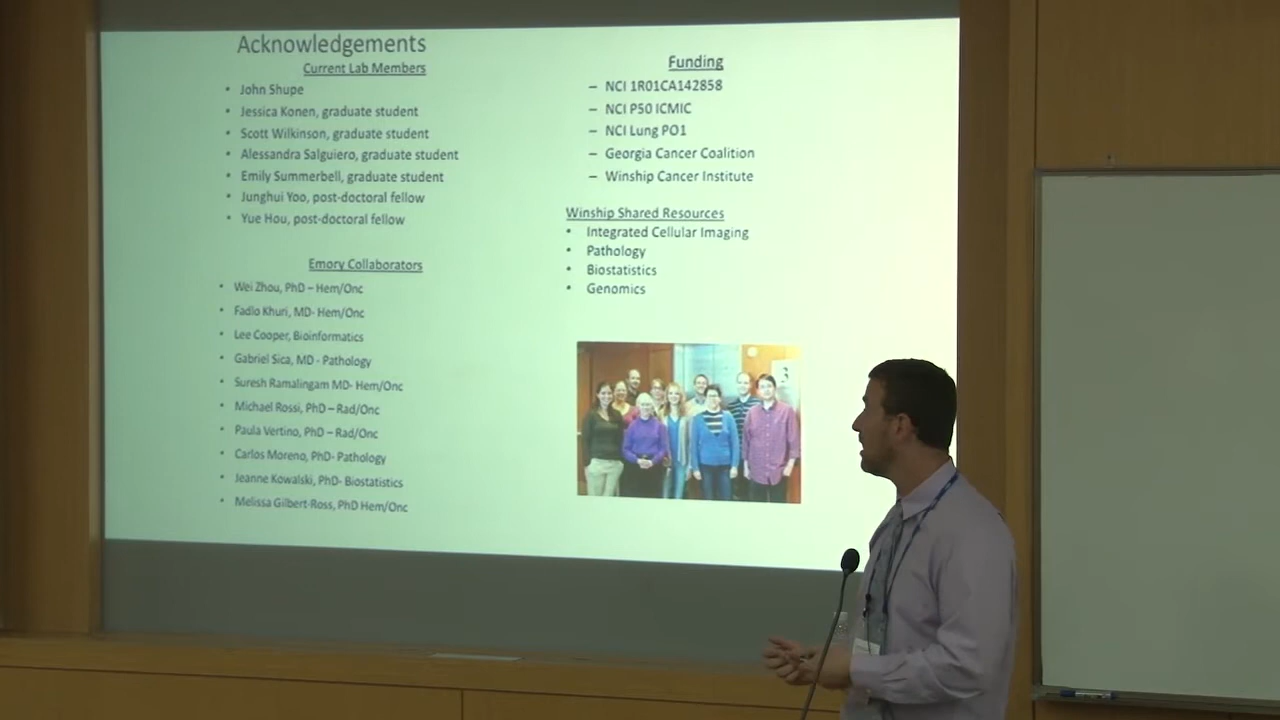 Acknowledgements
Current Lab Members
• John Shupe
• Jessica Konen, graduate student
• Scott Wilkinson, graduate student
• Alessandra Salguiero, graduate student
• Emily Summerbell, graduate student
• Junghui Yoo, post-doctoral fellow
• Yue Hou, post-doctoral fellow
Emory Collaborators
• Wei Zhou, PhD – Hem/Onc
• Fadlo Khuri, MD- Hem/Onc
• Lee Cooper, Bioinformatics
• Gabriel Sica, MD - Pathology
• Suresh Ramalingam MD- Hem/Onc
• Michael Rossi, PhD – Rad/Onc
• Paula Vertino, PhD – Rad/Onc
• Carlos Moreno, PhD- Pathology
• Jeanne Kowalski, PhD- Biostatistics
• Melissa Gilbert-Ross, PhD Hem/Onc
Funding
– NCI 1R01CA142858
– NCI P50 ICMIC
– NCI Lung PO1
– Georgia Cancer Coalition
– Winship Cancer Institute
Winship Shared Resources
• Integrated Cellular Imaging
• Pathology
• Biostatistics
• Genomics